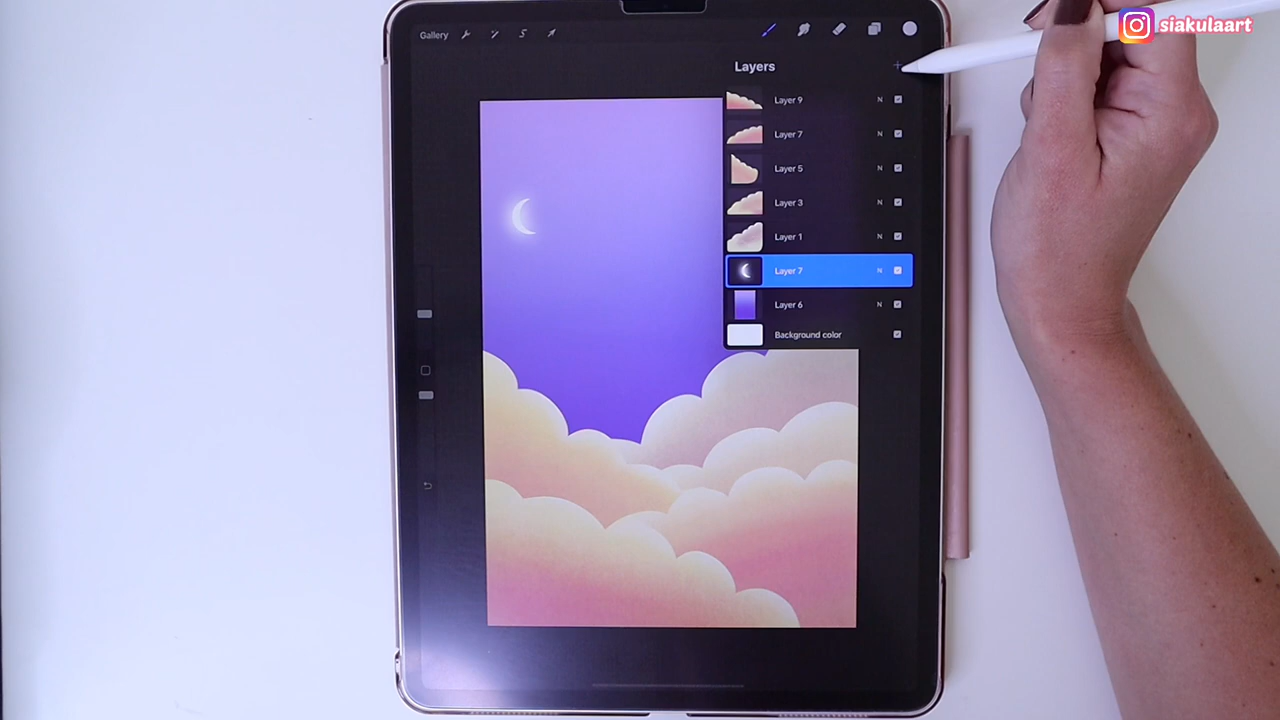 siakulaart
Gallery
Layers
Layer 9 N
Layer 7 N
Layer 5 N
Layer 3 N
Layer 1 N
Layer 7 N
Layer 6 N
Background color